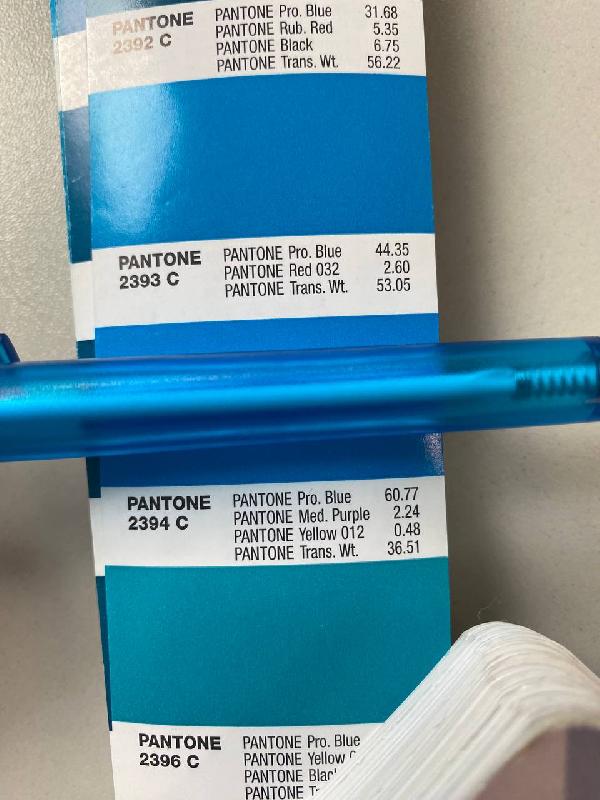 PANTONE
2392 C
PANTONE Pro. Blue 31.68
PANTONE Rub. Red 5.35
PANTONE Black 6.75
PANTONE Trans. Wt. 56.22
PANTONE
2393 C
PANTONE Pro. Blue 44.35
PANTONE Red 032 2.60
PANTONE Trans. Wt. 53.05
PANTONE
2394 C
PANTONE Pro. Blue 60.77
PANTONE Med. Purple 2.24
PANTONE Yellow 012 0.48
PANTONE Trans. Wt. 36.51
PANTONE
2396 C
PANTONE Pro. Blue
PANTONE Yellow
PANTONE
PANTONE